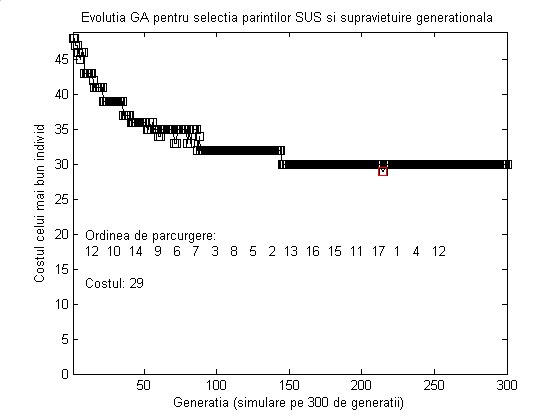 Evolutia GA pentru selectia parintilor SUS si supravietuire generationala
Costul celui mai bun individ
45
40
35
30
25
20
15
10
5
0
Ordinea de parcurgere:
12 10 14 9 6 7 3 8 5 2 13 16 15 11 17 1 4 12
Costul: 29
50 100 150 200 250 300
Generatia (simulare pe 300 de generatii)